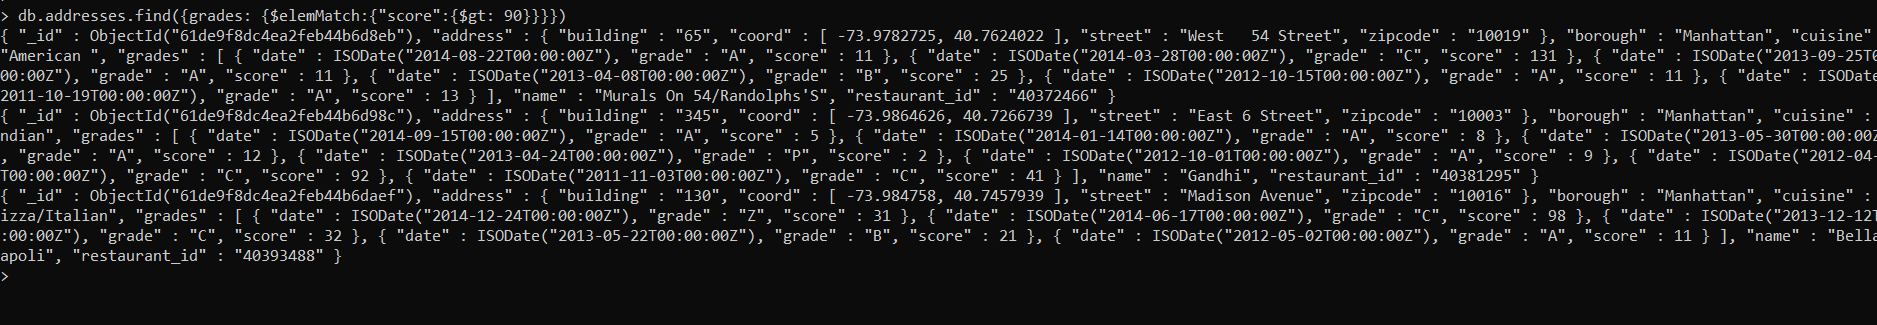 > db.addresses.find({grades: {$elemMatch:{"score":{$gt: 90}}}})
{ "_id" : ObjectId("61de9f8dc4ea2feb44b6d8eb"), "address" : { "building" : "65", "coord" : [ -73.9782725, 40.7624022 ], "street" : "West   54 Street", "zipcode" : "10019" }, "borough" : "Manhattan", "cuisine" :
"American ", "grades" : [ { "date" : ISODate("2014-08-22T00:00:00Z"), "grade" : "A", "score" : 11 }, { "date" : ISODate("2014-03-28T00:00:00Z"), "grade" : "C", "score" : 131 }, { "date" : ISODate("2013-09-25T0
00:00Z"), "grade" : "A", "score" : 11 }, { "date" : ISODate("2013-04-08T00:00:00Z"), "grade" : "B", "score" : 25 }, { "date" : ISODate("2012-10-15T00:00:00Z"), "grade" : "A", "score" : 11 }, { "date" : ISODate
2011-10-19T00:00:00Z"), "grade" : "A", "score" : 13 } ], "name" : "Murals On 54/Randolphs'S", "restaurant_id" : "40372466" }
{ "_id" : ObjectId("61de9f8dc4ea2feb44b6d98c"), "address" : { "building" : "345", "coord" : [ -73.9864626, 40.7266739 ], "street" : "East 6 Street", "zipcode" : "10003" }, "borough" : "Manhattan", "cuisine" :
ndian", "grades" : [ { "date" : ISODate("2014-09-15T00:00:00Z"), "grade" : "A", "score" : 5 }, { "date" : ISODate("2014-01-14T00:00:00Z"), "grade" : "A", "score" : 8 }, { "date" : ISODate("2013-05-30T00:00:00Z
, "grade" : "A", "score" : 12 }, { "date" : ISODate("2013-04-24T00:00:00Z"), "grade" : "P", "score" : 2 }, { "date" : ISODate("2012-10-01T00:00:00Z"), "grade" : "A", "score" : 9 }, { "date" : ISODate("2012-04-
T00:00:00Z"), "grade" : "C", "score" : 92 }, { "date" : ISODate("2011-11-03T00:00:00Z"), "grade" : "C", "score" : 41 } ], "name" : "Gandhi", "restaurant_id" : "40381295" }
{ "_id" : ObjectId("61de9f8dc4ea2feb44b6daef"), "address" : { "building" : "130", "coord" : [ -73.984758, 40.7457939 ], "street" : "Madison Avenue", "zipcode" : "10016" }, "borough" : "Manhattan", "cuisine" :
izza/Italian", "grades" : [ { "date" : ISODate("2014-12-24T00:00:00Z"), "grade" : "Z", "score" : 31 }, { "date" : ISODate("2014-06-17T00:00:00Z"), "grade" : "C", "score" : 98 }, { "date" : ISODate("2013-12-12T
:00:00Z"), "grade" : "C", "score" : 32 }, { "date" : ISODate("2013-05-22T00:00:00Z"), "grade" : "B", "score" : 21 }, { "date" : ISODate("2012-05-02T00:00:00Z"), "grade" : "A", "score" : 11 } ], "name" : "Bella
apoli", "restaurant_id" : "40393488" }
>